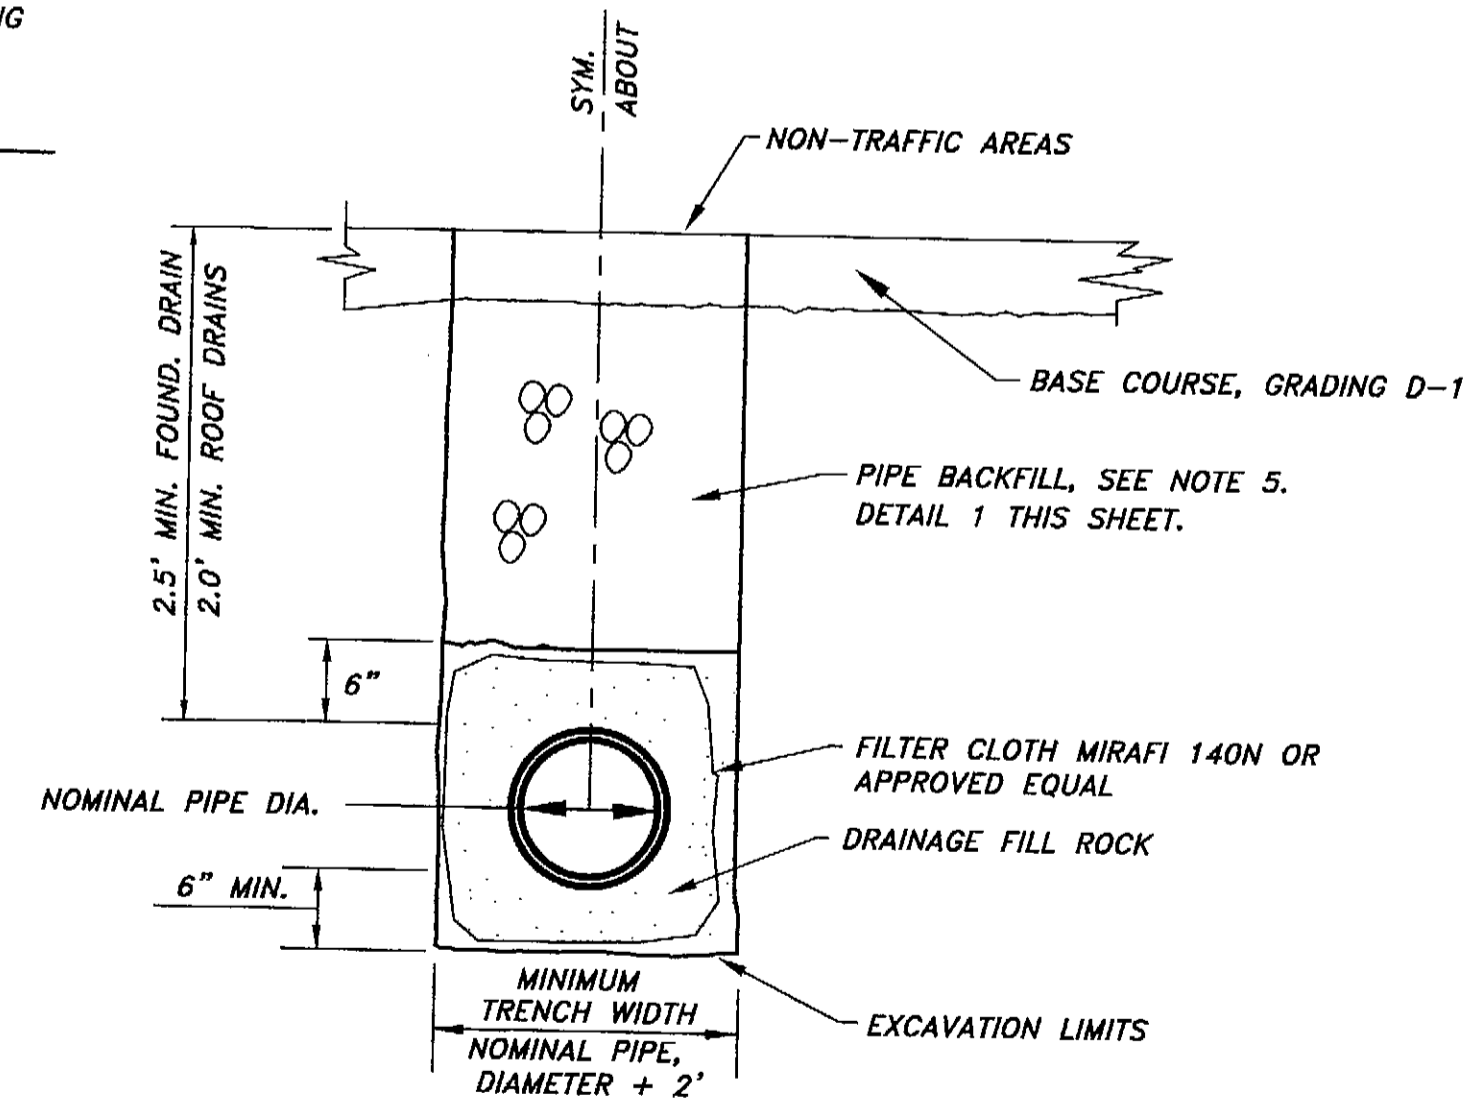 NG
SYM.
ABOUT
NON-TRAFFIC AREAS
2.5' MIN. FOUND. DRAIN
2.0' MIN. ROOF DRAINS
BASE COURSE, GRADING D-1
PIPE BACKFILL, SEE NOTE 5.
DETAIL 1 THIS SHEET.
6"
FILTER CLOTH MIRAFI 140N OR
APPROVED EQUAL
NOMINAL PIPE DIA.
DRAINAGE FILL ROCK
6" MIN.
MINIMUM
TRENCH WIDTH
NOMINAL PIPE,
DIAMETER + 2'
EXCAVATION LIMITS